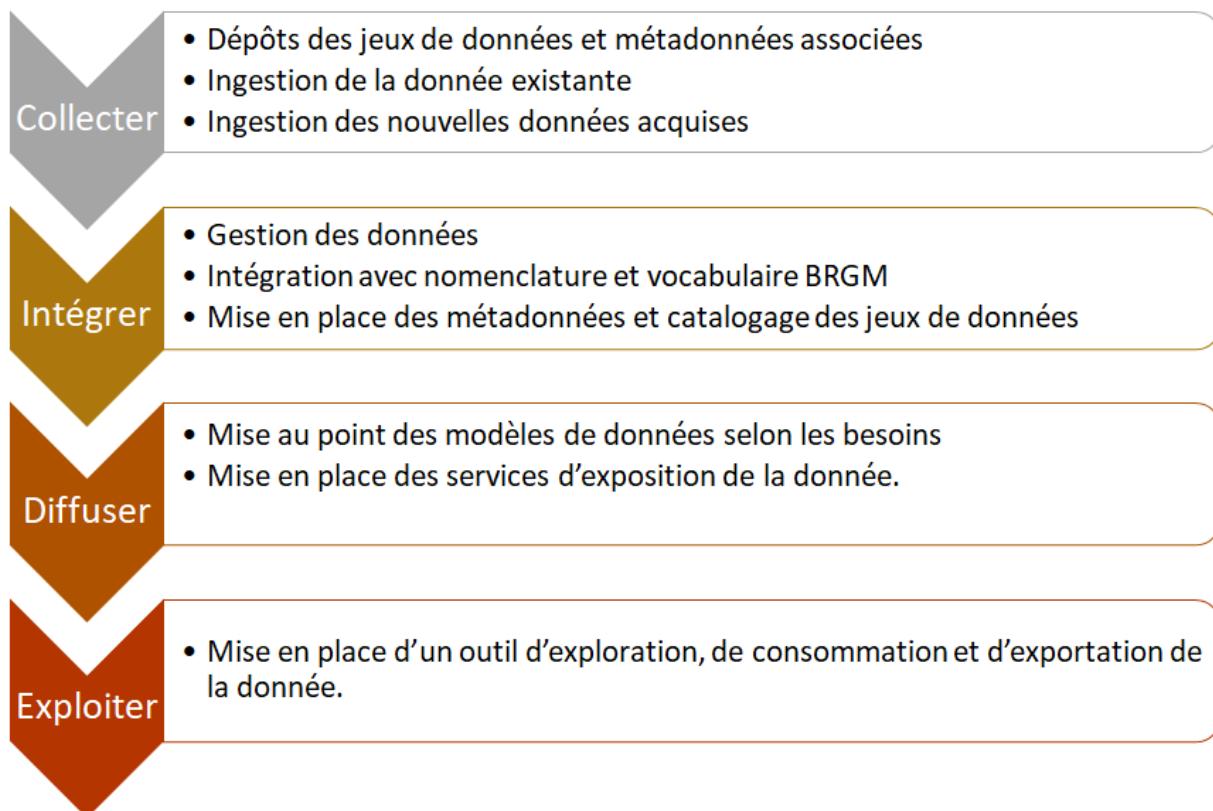 Collecter
• Dépôts des jeux de données et métadonnées associées
• Ingestion de la donnée existante
• Ingestion des nouvelles données acquises
Intégrer
• Gestion des données
• Intégration avec nomenclature et vocabulaire BRGM
• Mise en place des métadonnées et catalogage des jeux de données
Diffuser
• Mise au point des modèles de données selon les besoins
• Mise en place des services d'exposition de la donnée.
Exploiter
• Mise en place d'un outil d'exploration, de consommation et d'exportation de
la donnée.